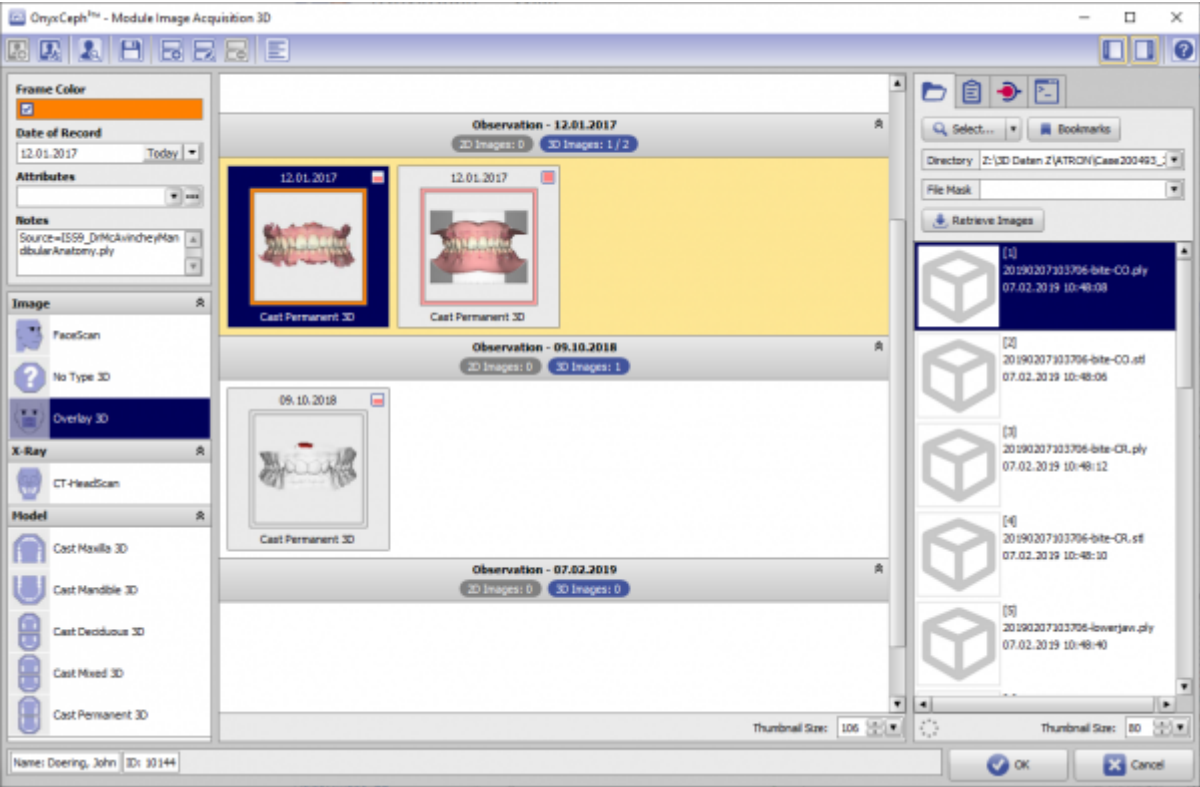 OnyxCeph³™ - Module Image Acquisition 3D
Frame Color
Date of Record
12.01.2017 Today
Attributes
Notes
Source=ISS9_DrMcAvincheyMan
dibularAnatomy.ply
Image
FaceScan
No Type 3D
Overlay 3D
X-Ray
CT-HeadScan
Model
Cast Maxilla 3D
Cast Mandible 3D
Cast Deciduous 3D
Cast Mixed 3D
Cast Permanent 3D
Observation - 12.01.2017
2D Images: 0 3D Images: 1 / 2
12.01.2017
Cast Permanent 3D
12.01.2017
Cast Permanent 3D
Observation - 09.10.2018
2D Images: 0 3D Images: 1
09.10.2018
Cast Permanent 3D
Observation - 07.02.2019
2D Images: 0 3D Images: 0
Thumbnail Size: 106
Select... Bookmarks
Directory Z:\3D Daten Z\ATRON\Case200493_
File Mask
Retrieve Images
[1]
20190207103706-bite-CO.ply
07.02.2019 10:48:08
[2]
20190207103706-bite-CO.stl
07.02.2019 10:48:06
[3]
20190207103706-bite-CR.ply
07.02.2019 10:48:12
[4]
20190207103706-bite-CR.stl
07.02.2019 10:48:10
[5]
20190207103706-lowerjaw.ply
07.02.2019 10:48:40
Thumbnail Size: 80
Name: Doering, John ID: 10144
OK Cancel